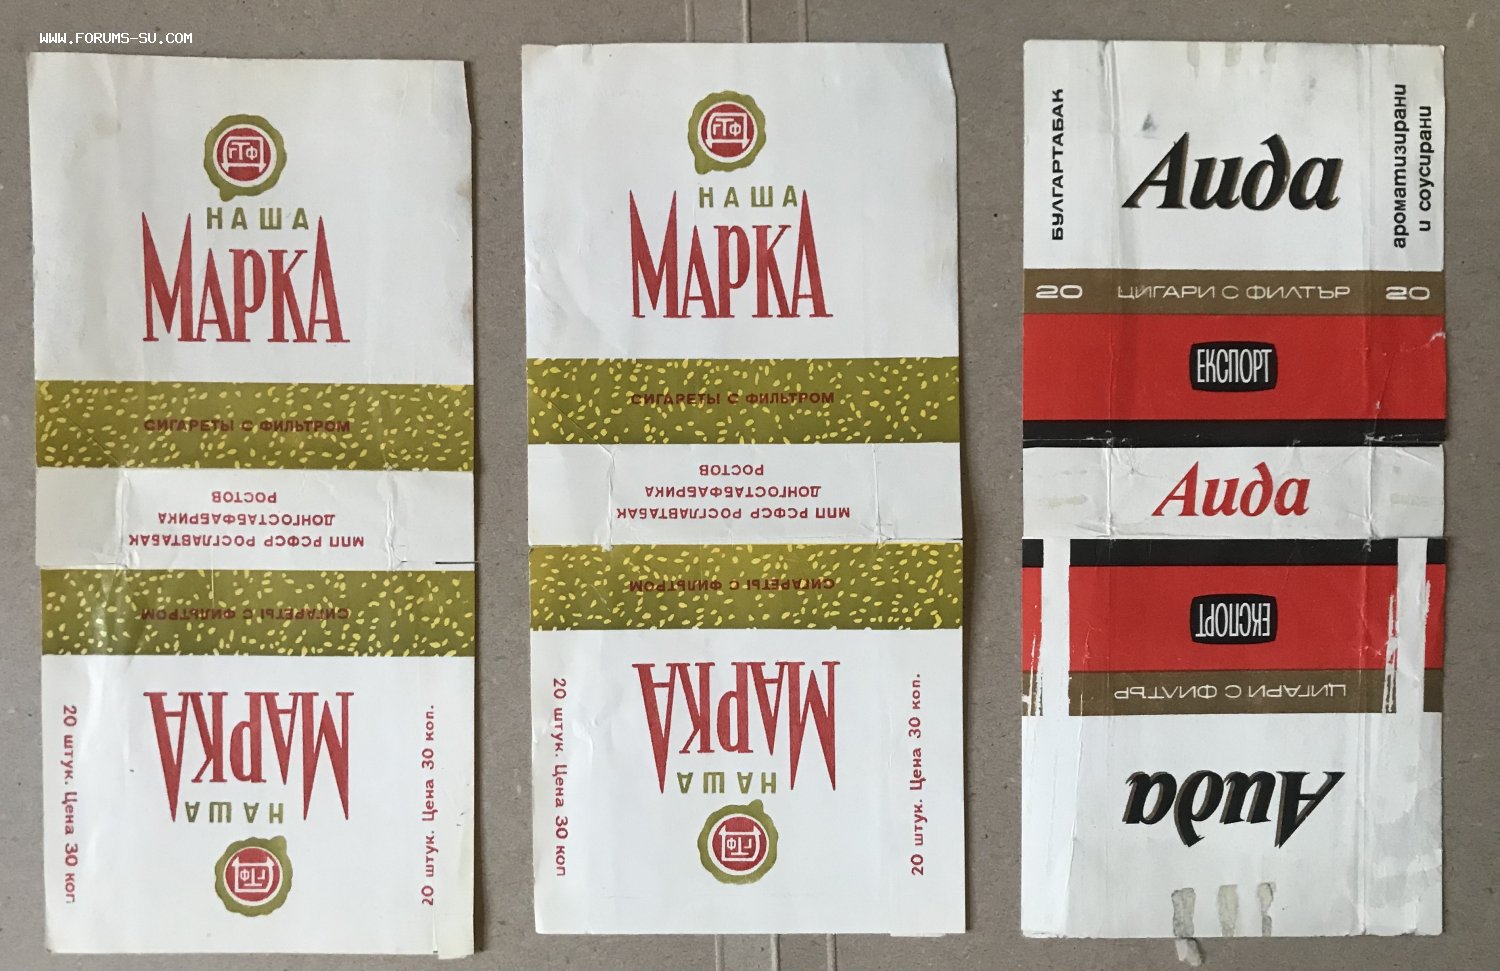 WWW.FORUMS-SU.COM
ГТФ
НАША
МАРКА
СИГАРЕТЫ С ФИЛЬТРОМ
МПП РСФСР РОСГЛАВТАБАК
ДОНГОСТАБФАБРИКА
РОСТОВ
СИГАРЕТЫ С ФИЛЬТРОМ
НАША
МАРКА
ГТФ
20 штук. Цена 30 коп
20 штук. Цена 30 коп.
ГТФ
НАША
МАРКА
СИГАРЕТЫ С ФИЛЬТРОМ
МПП РСФСР РОСГЛАВТАБАК
ДОНГОСТАБФАБРИКА
РОСТОВ
СИГАРЕТЫ С ФИЛЬТРОМ
НАША
МАРКА
ГТФ
20 штук. Цена 30 коп
20 штук. Цена 30 коп.
БУЛГАРТАБАК
Аида
ароматизирани
и соусирани
20 ЦИГАРИ С ФИЛТЪР 20
ЕКСПОРТ
Аида
ЕКСПОРТ
ЦИГАРИ С ФИЛТЪР
Аида